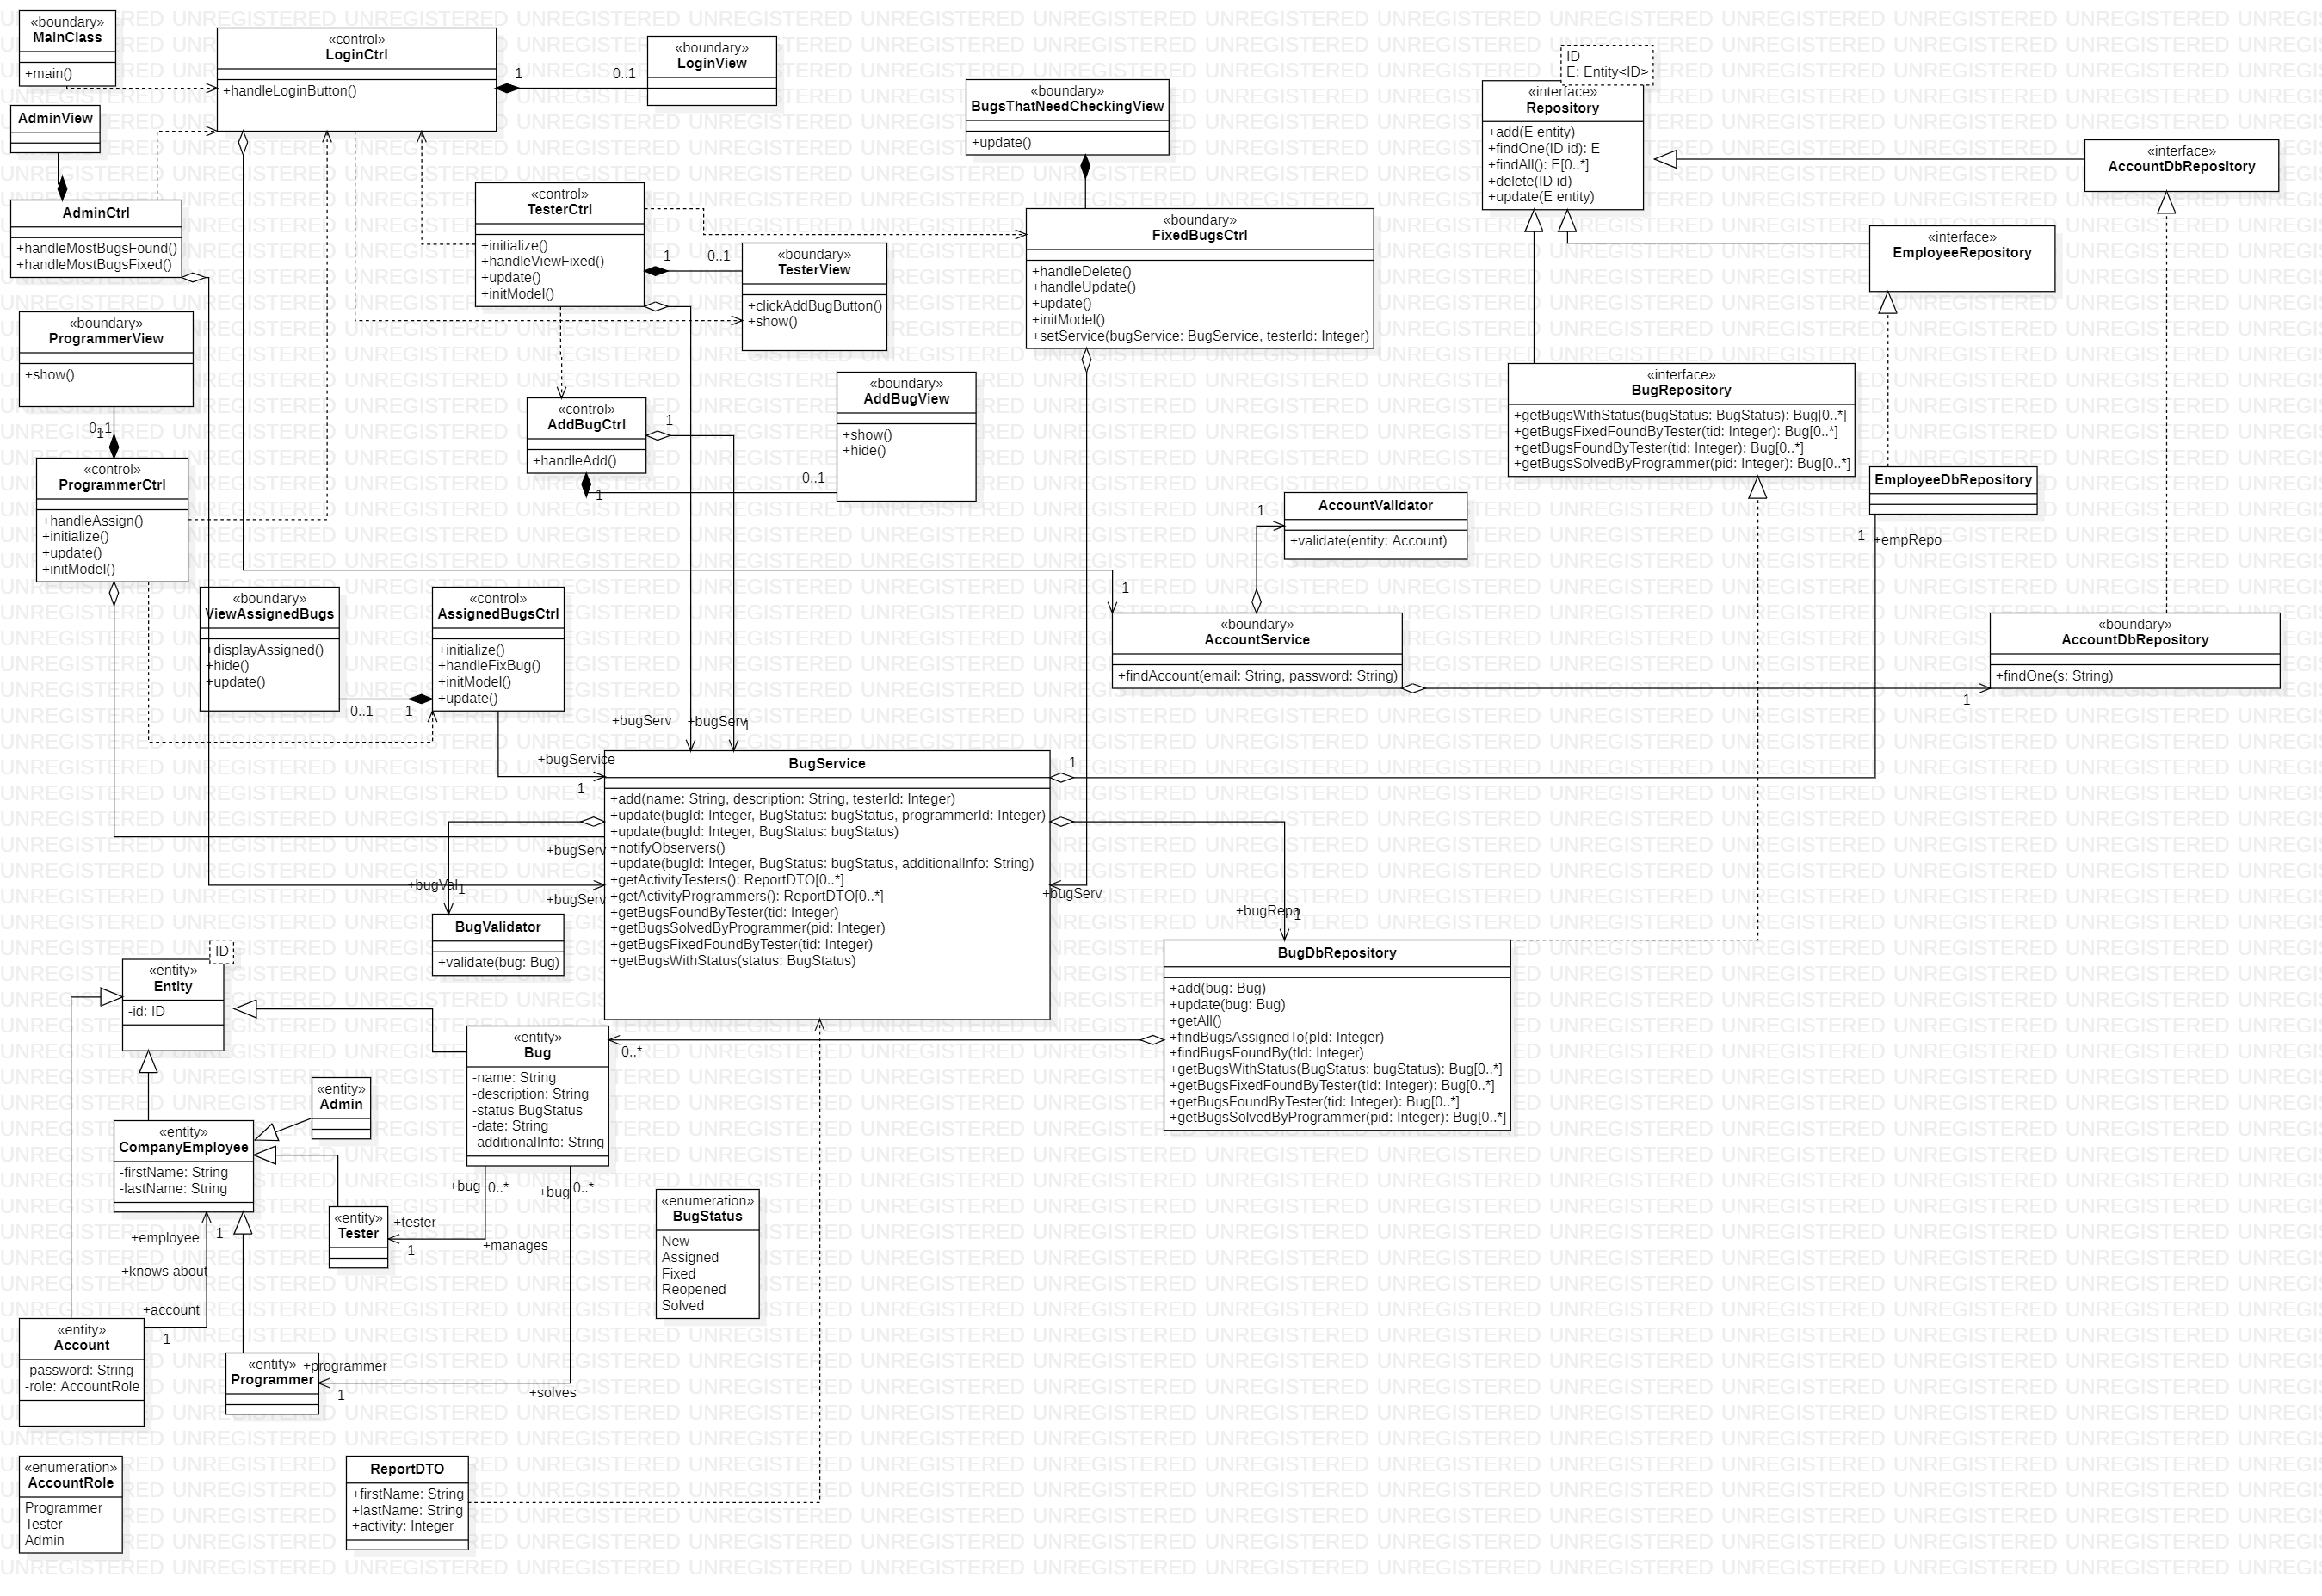 «boundary»
MainClass
+main()
«control»
LoginCtrl
+handleLoginButton()
1
0..1
«boundary»
LoginView
AdminView
AdminCtrl
+handleMostBugsFound()
+handleMostBugsFixed()
«control»
TesterCtrl
+initialize()
+handleViewFixed()
+update()
+initModel()
1
0..1
«boundary»
TesterView
+clickAddBugButton()
+show()
«boundary»
BugsThatNeedCheckingView
+update()
«boundary»
FixedBugsCtrl
+handleDelete()
+handleUpdate()
+update()
+initModel()
+setService(bugService: BugService, testerId: Integer)
ID
E: Entity<ID>
«interface»
Repository
+add(E entity)
+findOne(ID id): E
+findAll(): E[0..*]
+delete(ID id)
+update(E entity)
«interface»
AccountDbRepository
«interface»
EmployeeRepository
«interface»
BugRepository
+getBugsWithStatus(bugStatus: BugStatus): Bug[0..*]
+getBugsFixedFoundByTester(tid: Integer): Bug[0..*]
+getBugsFoundByTester(tid: Integer): Bug[0..*]
+getBugsSolvedByProgrammer(pid: Integer): Bug[0..*]
EmployeeDbRepository
1
+empRepo
«boundary»
ProgrammerView
+show()
0..1
1
«control»
ProgrammerCtrl
+handleAssign()
+initialize()
+update()
+initModel()
«control»
AddBugCtrl
+handleAdd()
1
1
0..1
«boundary»
AddBugView
+show()
+hide()
1
AccountValidator
+validate(entity: Account)
1
«boundary»
AccountService
+findAccount(email: String, password: String)
1
«boundary»
AccountDbRepository
+findOne(s: String)
«boundary»
ViewAssignedBugs
+displayAssigned()
+hide()
+update()
0..1
1
«control»
AssignedBugsCtrl
+initialize()
+handleFixBug()
+initModel()
+update()
+bugServ
+bugServ
1
+bugService
1
BugService
+add(name: String, description: String, testerId: Integer)
+update(bugId: Integer, BugStatus: bugStatus, programmerId: Integer)
+update(bugId: Integer, BugStatus: bugStatus)
+notifyObservers()
+update(bugId: Integer, BugStatus: bugStatus, additionalInfo: String)
+getActivityTesters(): ReportDTO[0..*]
+getActivityProgrammers(): ReportDTO[0..*]
+getBugsFoundByTester(tid: Integer)
+getBugsSolvedByProgrammer(pid: Integer)
+getBugsFixedFoundByTester(tid: Integer)
+getBugsWithStatus(status: BugStatus)
1
+bugServ
+bugVal
1
+bugServ
+bugServ
+bugRepo
1
BugValidator
+validate(bug: Bug)
BugDbRepository
+add(bug: Bug)
+update(bug: Bug)
+getAll()
+findBugsAssignedTo(pId: Integer)
+findBugsFoundBy(tId: Integer)
+getBugsWithStatus(BugStatus: bugStatus): Bug[0..*]
+getBugsFixedFoundByTester(tId: Integer): Bug[0..*]
+getBugsFoundByTester(tid: Integer): Bug[0..*]
+getBugsSolvedByProgrammer(pid: Integer): Bug[0..*]
ID
«entity»
Entity
-id: ID
«entity»
Bug
-name: String
-description: String
-status BugStatus
-date: String
-additionalInfo: String
0..*
«entity»
Admin
«entity»
CompanyEmployee
-firstName: String
-lastName: String
+bug
0..*
+bug
0..*
«entity»
Tester
+tester
1
+manages
+employee
1
+knows about
+account
1
«entity»
Account
-password: String
-role: AccountRole
«entity»
Programmer
+programmer
1
+solves
«enumeration»
BugStatus
New
Assigned
Fixed
Reopened
Solved
«enumeration»
AccountRole
Programmer
Tester
Admin
ReportDTO
+firstName: String
+lastName: String
+activity: Integer
UNREGISTERED